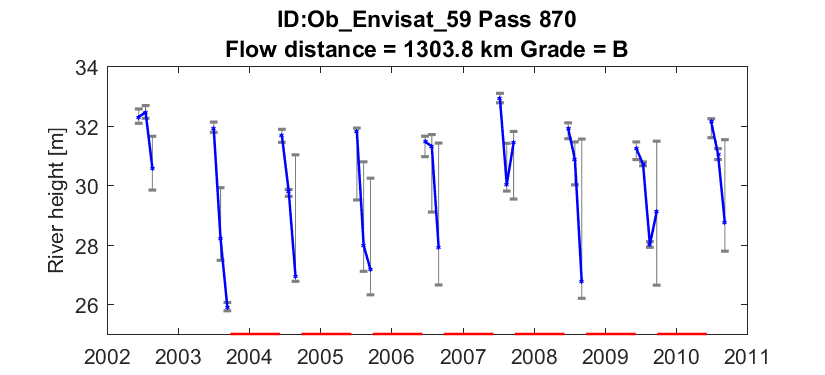 ID:Ob_Envisat_59 Pass 870
Flow distance = 1303.8 km Grade = B
River height [m]
34
32
30
28
26
2002 2003 2004 2005 2006 2007 2008 2009 2010 2011